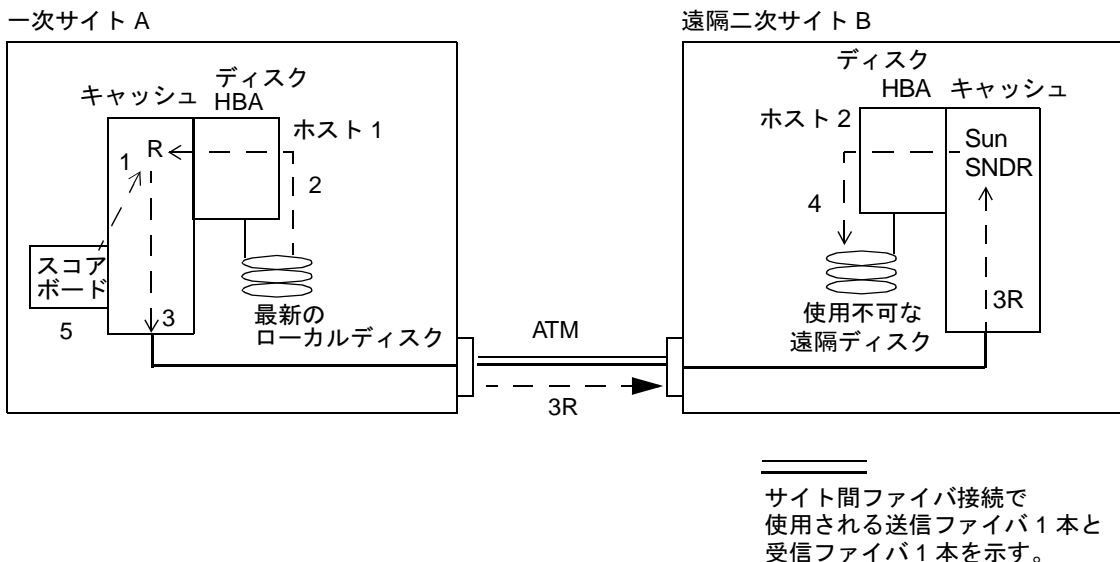 一次サイト A
遠隔二次サイト B
ディスク
HBA
キャッシュ
ホスト 1
R
1
2
スコア
ボード
5
3
最新の
ローカルディスク
ATM
3R
ディスク
HBA
キャッシュ
ホスト 2
Sun
SNDR
4
3R
使用不可な
遠隔ディスク
サイト間ファイバ接続で
使用される送信ファイバ 1 本と
受信ファイバ 1 本を示す。